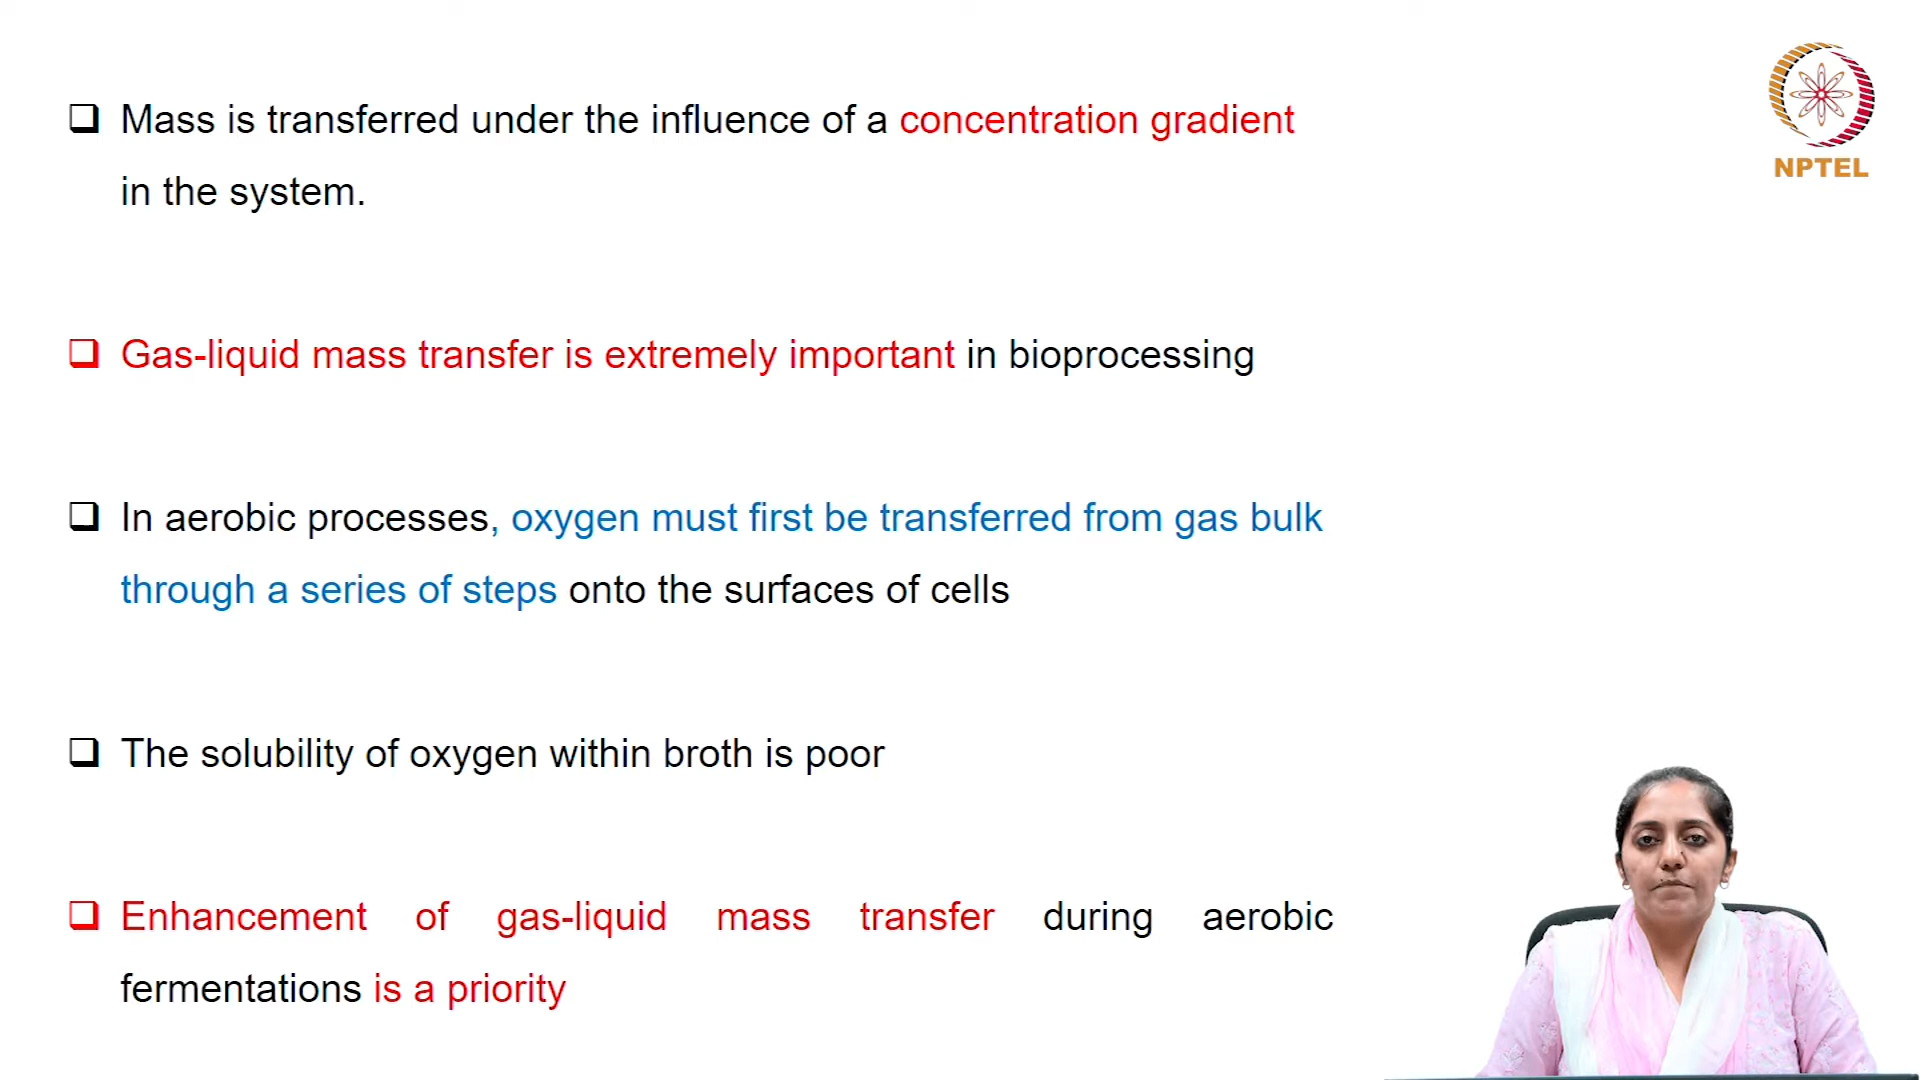 Mass is transferred under the influence of a concentration gradient
in the system.
Gas-liquid mass transfer is extremely important in bioprocessing
In aerobic processes, oxygen must first be transferred from gas bulk
through a series of steps onto the surfaces of cells
The solubility of oxygen within broth is poor
Enhancement of gas-liquid mass transfer during aerobic
fermentations is a priority
NPTEL